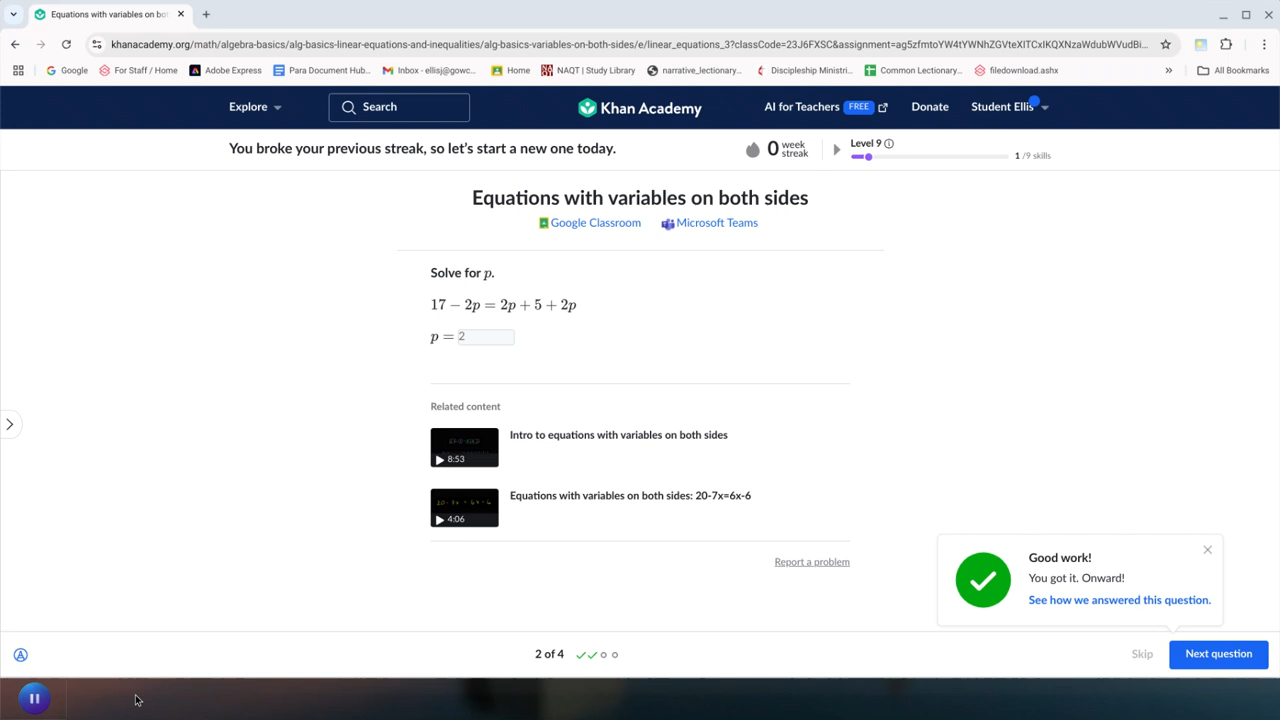 Equations with variables on bot
khanacademy.org/math/algebra-basics/alg-basics-linear-equations-and-inequalities/alg-basics-variables-on-both-sides/e/linear_equations_3?classCode=23J6FXSC&assignment=ag5zfmtoYW4tYWNhZGVteXITCxIKQXNzaWdubWVudBi...
Google
For Staff / Home
Adobe Express
Para Document Hub...
Inbox - ellisj@gowc...
Home
NAQT | Study Library
narrative_lectionary...
Discipleship Ministri...
Common Lectionary...
filedownload.ashx
»
All Bookmarks
Explore
Search
Khan Academy
AI for Teachers FREE
Donate
Student Ellis
You broke your previous streak, so let's start a new one today.
0 week streak
Level 9
1 /9 skills
Equations with variables on both sides
Google Classroom
Microsoft Teams
Solve for p.
17 − 2p = 2p + 5 + 2p
p = 2
Related content
8:53
Intro to equations with variables on both sides
4:06
Equations with variables on both sides: 20-7x=6x-6
Report a problem
Good work!
You got it. Onward!
See how we answered this question.
2 of 4
Skip
Next question